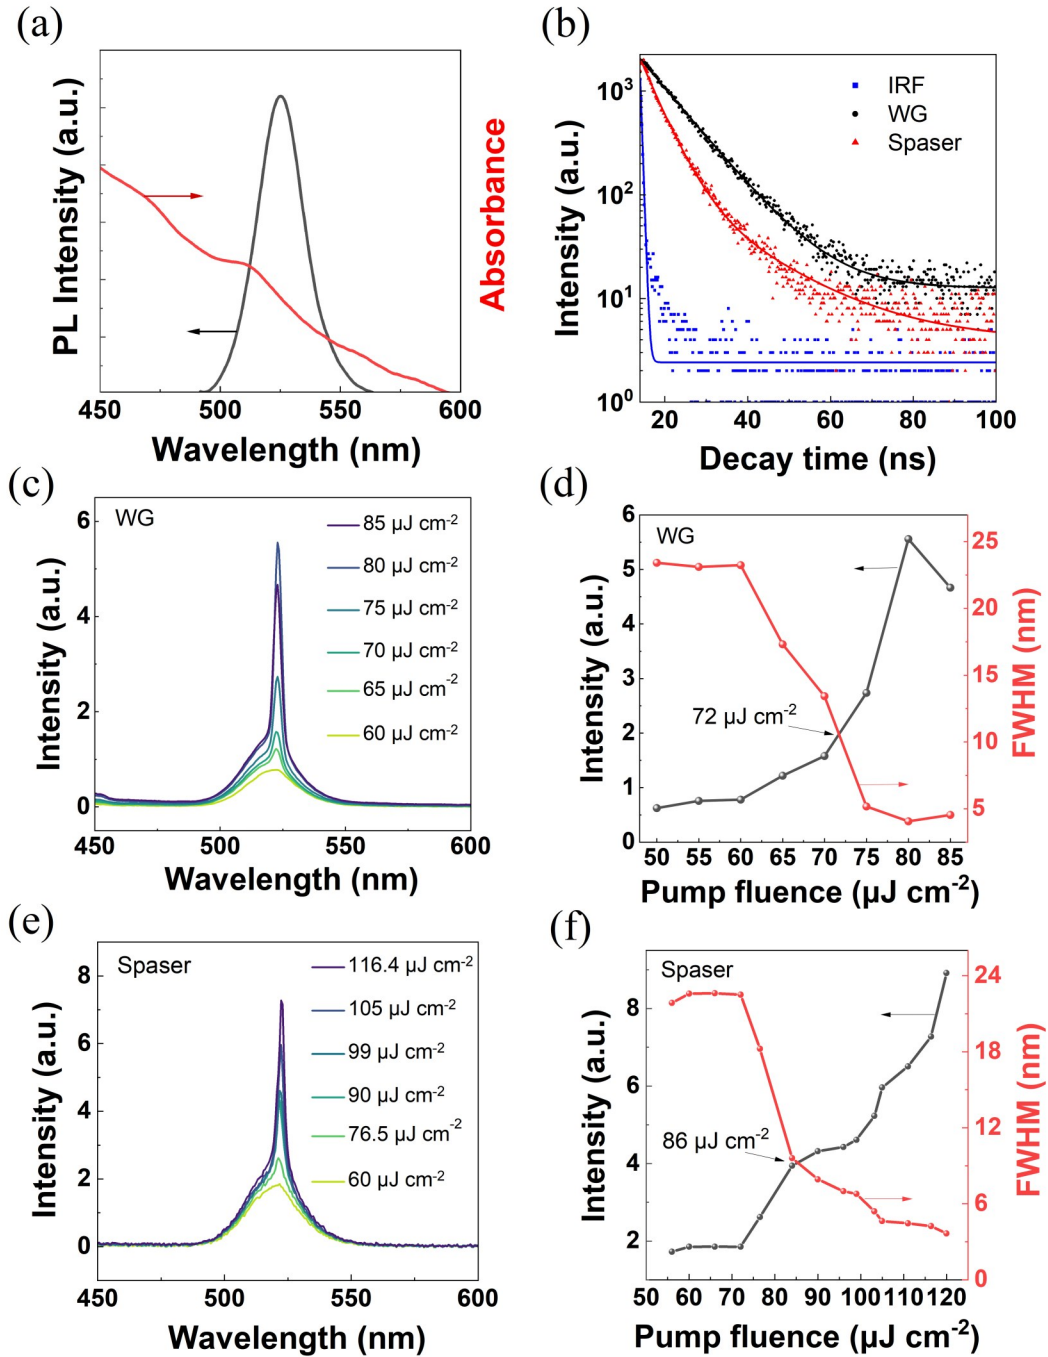 (a)
PL Intensity (a.u.)
Absorbance
450 500 550 600
Wavelength (nm)
(b)
Intensity (a.u.)
10³
10²
10¹
10⁰
IRF
WG
Spaser
20 40 60 80 100
Decay time (ns)
(c)
WG
Intensity (a.u.)
6
4
2
0
85 µJ cm⁻²
80 µJ cm⁻²
75 µJ cm⁻²
70 µJ cm⁻²
65 µJ cm⁻²
60 µJ cm⁻²
450 500 550 600
Wavelength (nm)
(d)
WG
Intensity (a.u.)
6
5
4
3
2
1
0
72 µJ cm⁻²
25
20
15
10
5
FWHM (nm)
50 55 60 65 70 75 80 85
Pump fluence (µJ cm⁻²)
(e)
Spaser
Intensity (a.u.)
8
6
4
2
0
116.4 µJ cm⁻²
105 µJ cm⁻²
99 µJ cm⁻²
90 µJ cm⁻²
76.5 µJ cm⁻²
60 µJ cm⁻²
450 500 550 600
Wavelength (nm)
(f)
Spaser
Intensity (a.u.)
8
6
4
2
86 µJ cm⁻²
24
18
12
6
0
FWHM (nm)
50 60 70 80 90 100 110 120
Pump fluence (µJ cm⁻²)